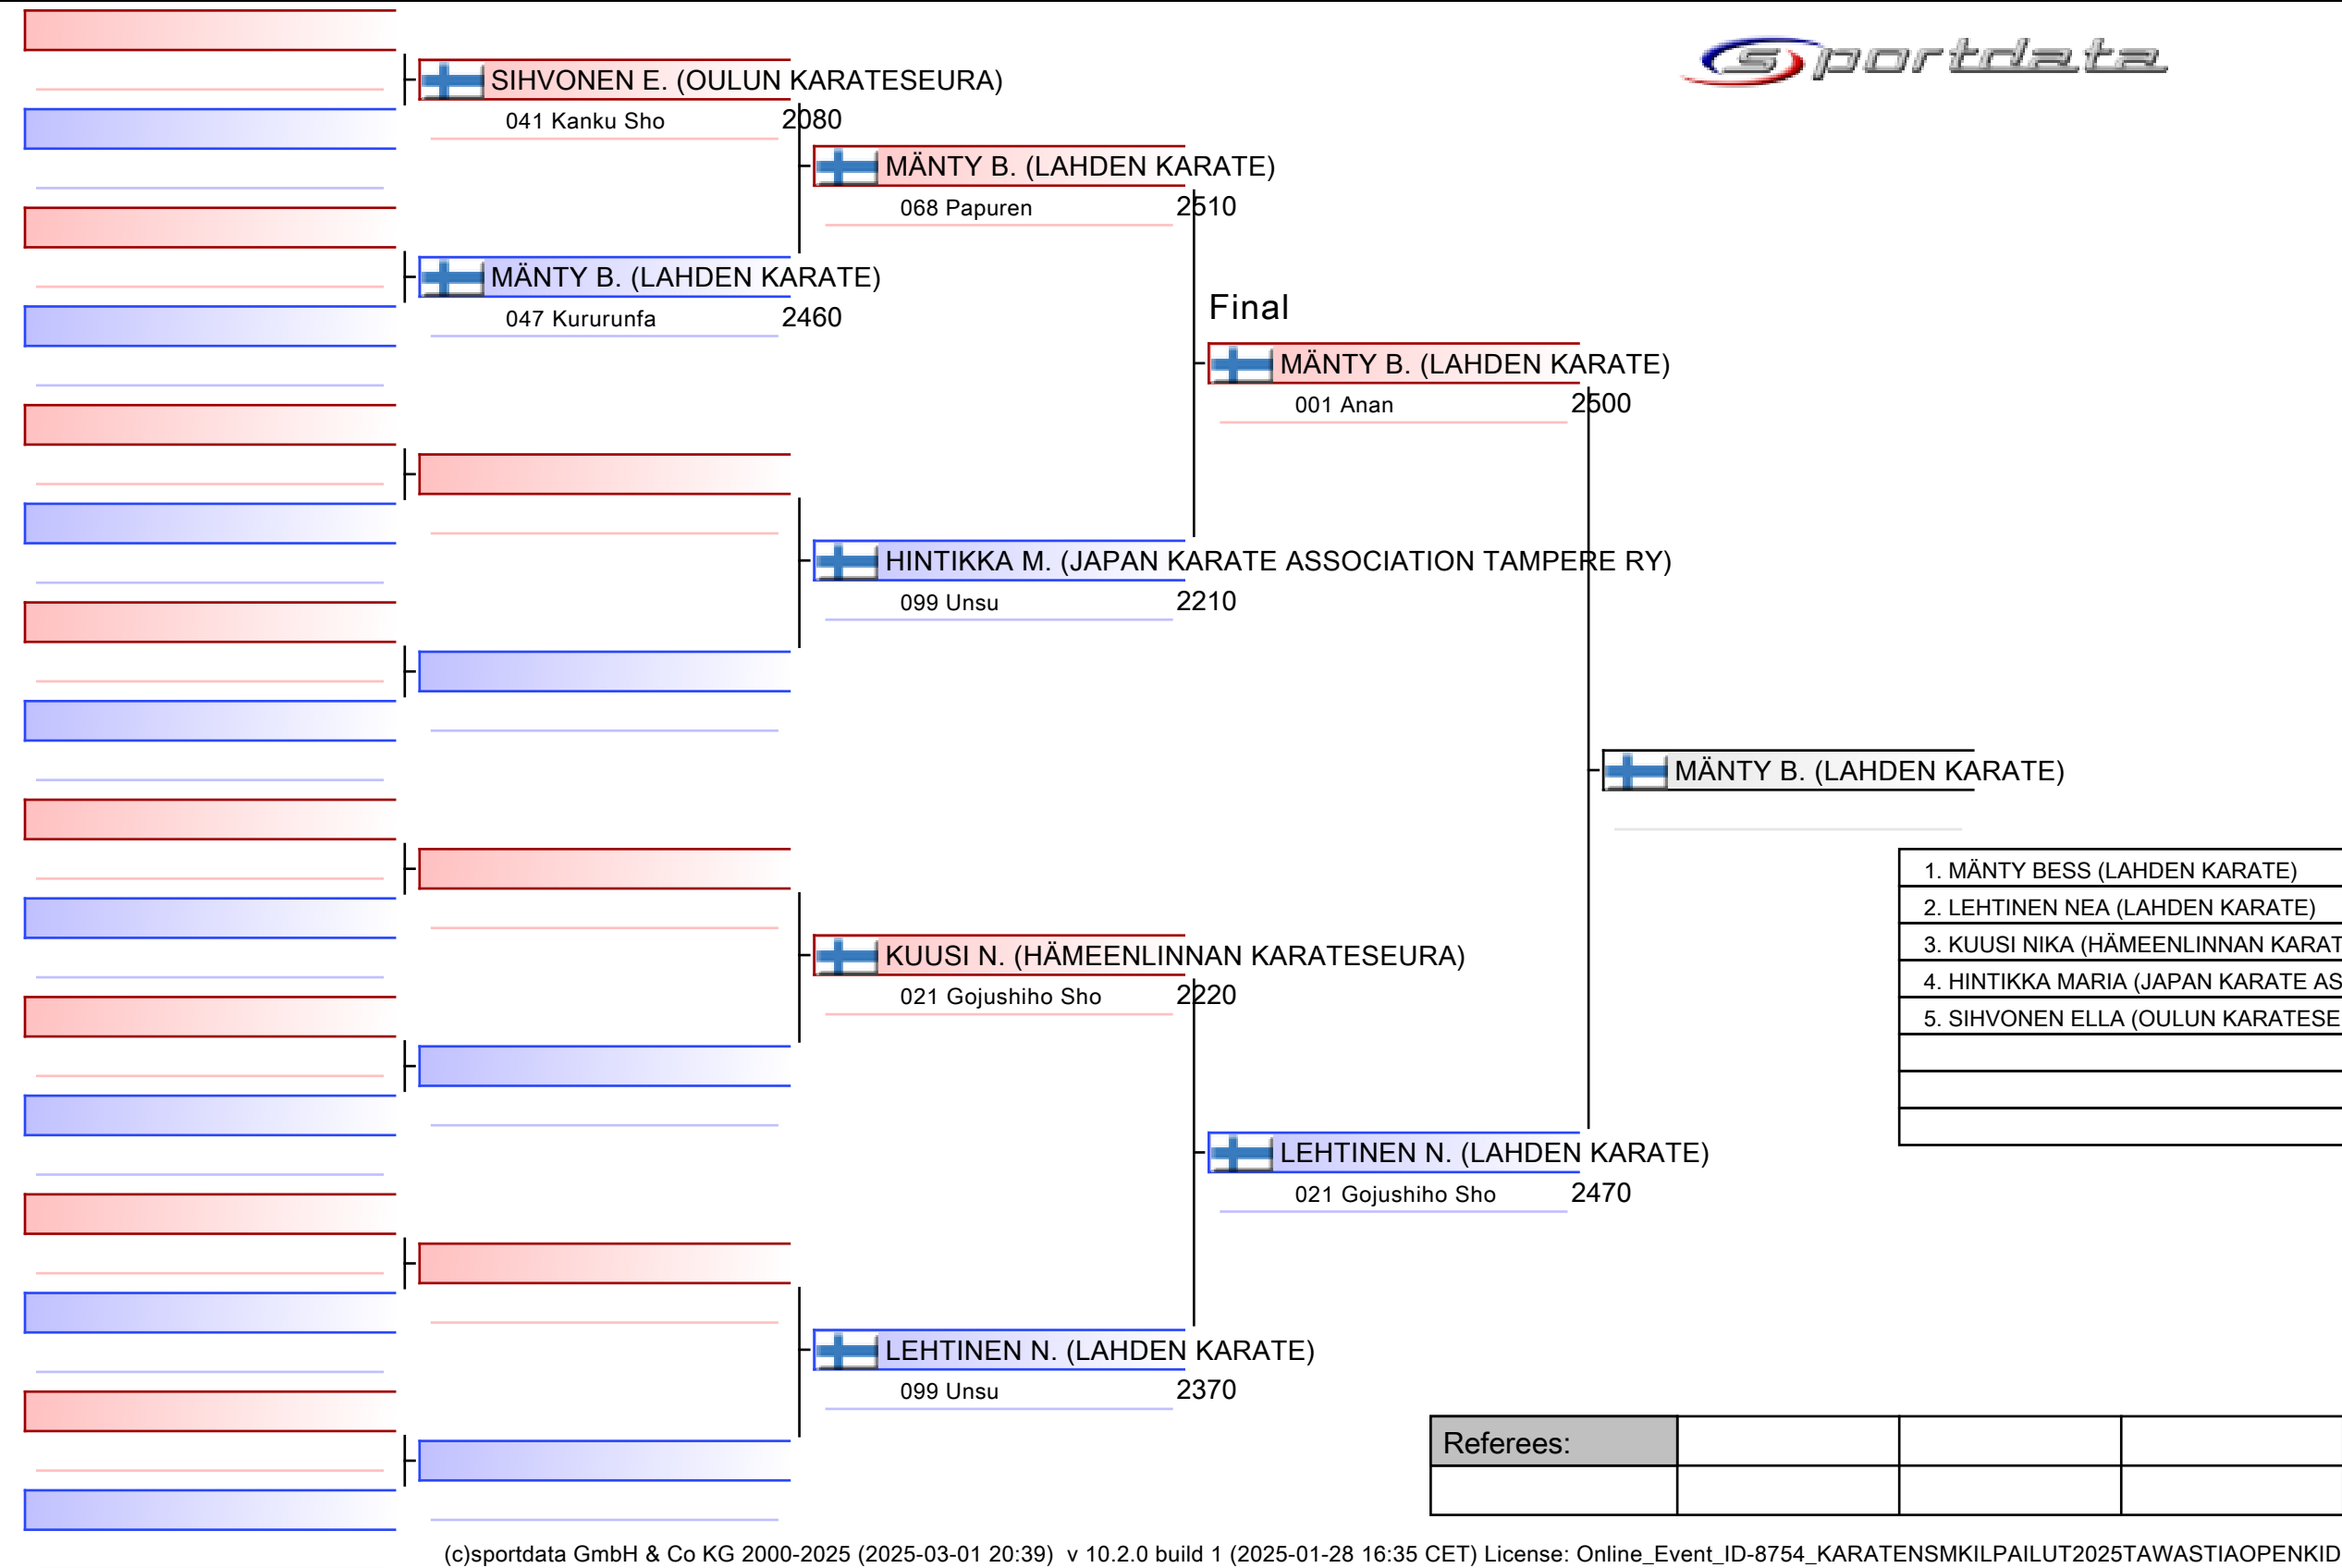 sportdata
SIHVONEN E. (OULUN KARATESEURA)
041 Kanku Sho 2080
MÄNTY B. (LAHDEN KARATE)
068 Papuren 2510
MÄNTY B. (LAHDEN KARATE)
047 Kururunfa 2460
Final
MÄNTY B. (LAHDEN KARATE)
001 Anan 2500
HINTIKKA M. (JAPAN KARATE ASSOCIATION TAMPERE RY)
099 Unsu 2210
MÄNTY B. (LAHDEN KARATE)
1. MÄNTY BESS (LAHDEN KARATE)
2. LEHTINEN NEA (LAHDEN KARATE)
3. KUUSI NIKA (HÄMEENLINNAN KARAT
4. HINTIKKA MARIA (JAPAN KARATE AS
5. SIHVONEN ELLA (OULUN KARATESE
KUUSI N. (HÄMEENLINNAN KARATESEURA)
021 Gojushiho Sho 2220
LEHTINEN N. (LAHDEN KARATE)
021 Gojushiho Sho 2470
LEHTINEN N. (LAHDEN KARATE)
099 Unsu 2370
Referees:
(c)sportdata GmbH & Co KG 2000-2025 (2025-03-01 20:39) v 10.2.0 build 1 (2025-01-28 16:35 CET) License: Online_Event_ID-8754_KARATENSMKILPAILUT2025TAWASTIAOPENKID